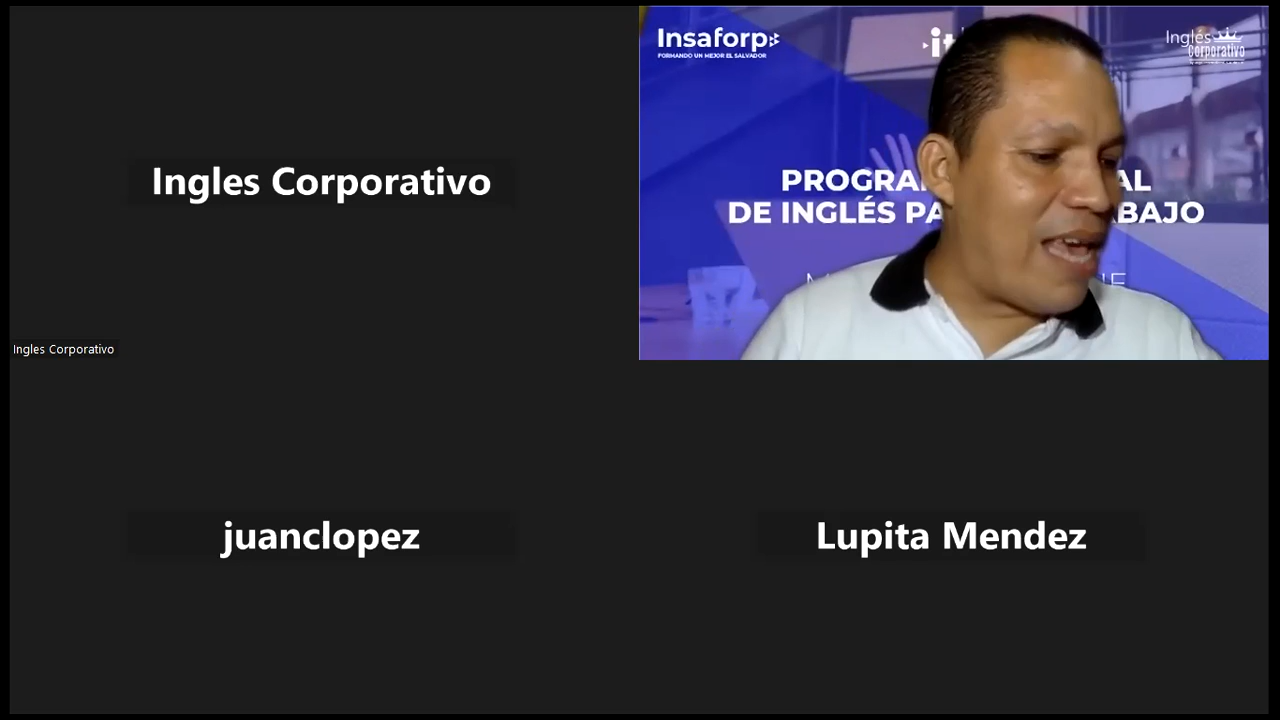 Ingles Corporativo
Ingles Corporativo
Insaforp
FORMANDO UN MEJOR EL SALVADOR
it
Inglés
Corporativo
PROGRA AL
DE INGLÉS PA ABAJO
juanclopez
Lupita Mendez